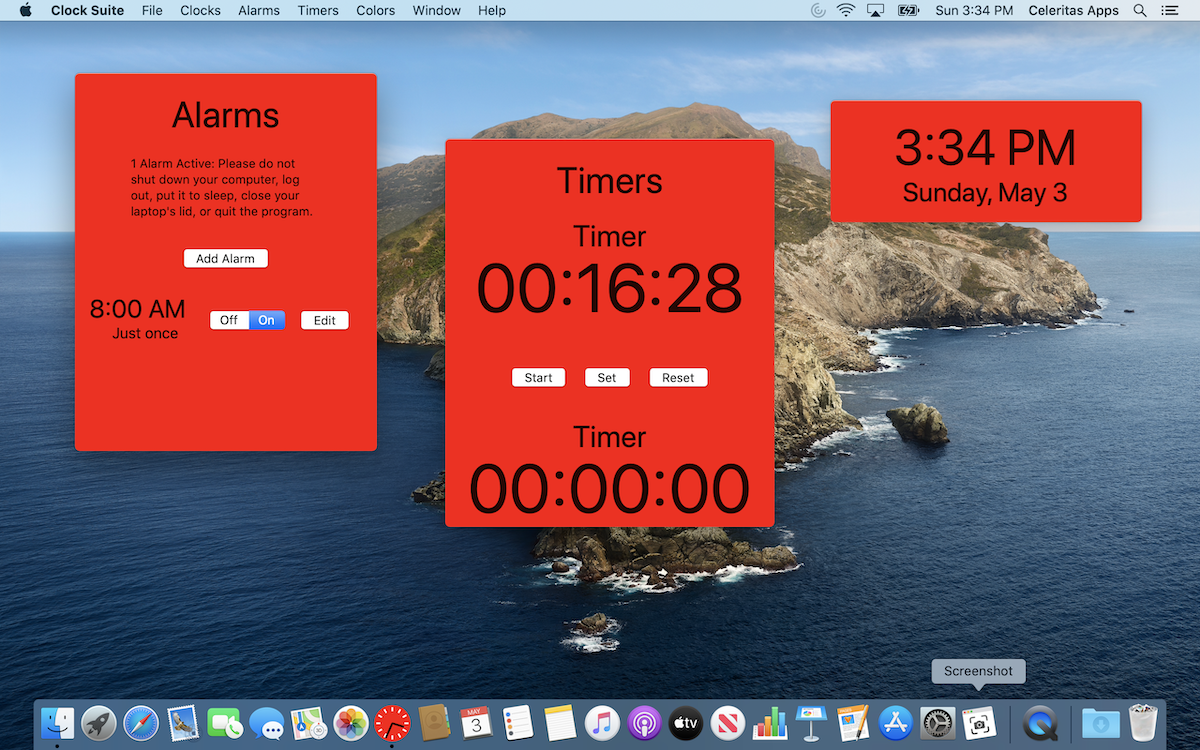 Clock Suite File Clocks Alarms Timers Colors Window Help Sun 3:34 PM Celeritas Apps
Alarms
1 Alarm Active: Please do not
shut down your computer, log
out, put it to sleep, close your
laptop's lid, or quit the program.
Add Alarm
8:00 AM
Just once
Off On Edit
Timers
Timer
00:16:28
Start Set Reset
Timer
00:00:00
3:34 PM
Sunday, May 3
Screenshot
MAY
3
tv